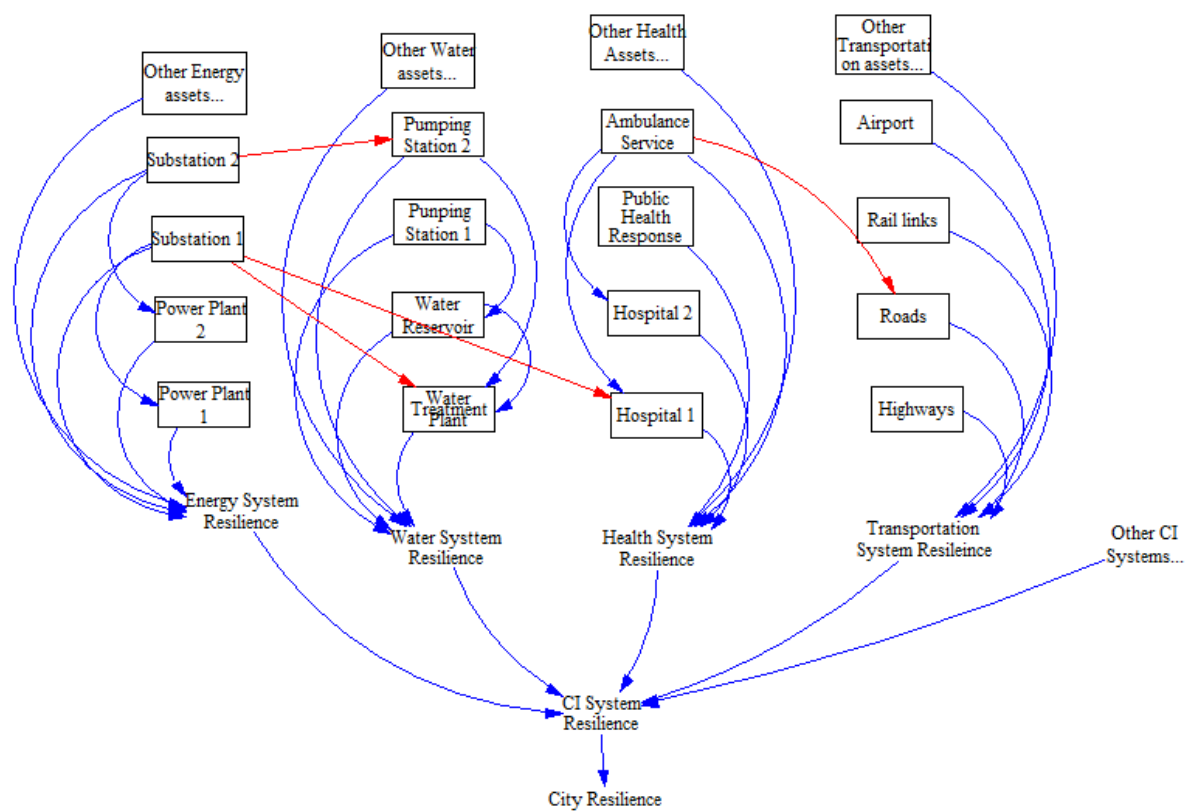 Other Energy
assets...
Other Water
assets...
Other Health
Assets...
Other
Transportati
on assets...
Substation 2
Pumping
Station 2
Ambulance
Service
Airport
Substation 1
Punping
Station 1
Public
Health
Response
Rail links
Power Plant
2
Water
Reservoir
Hospital 2
Roads
Power Plant
1
Water
Treatment
Plant
Hospital 1
Highways
Energy System
Resilience
Water Systtem
Resilience
Health System
Resilience
Transportation
System Resileince
Other CI
Systems...
CI System
Resilience
City Resilience